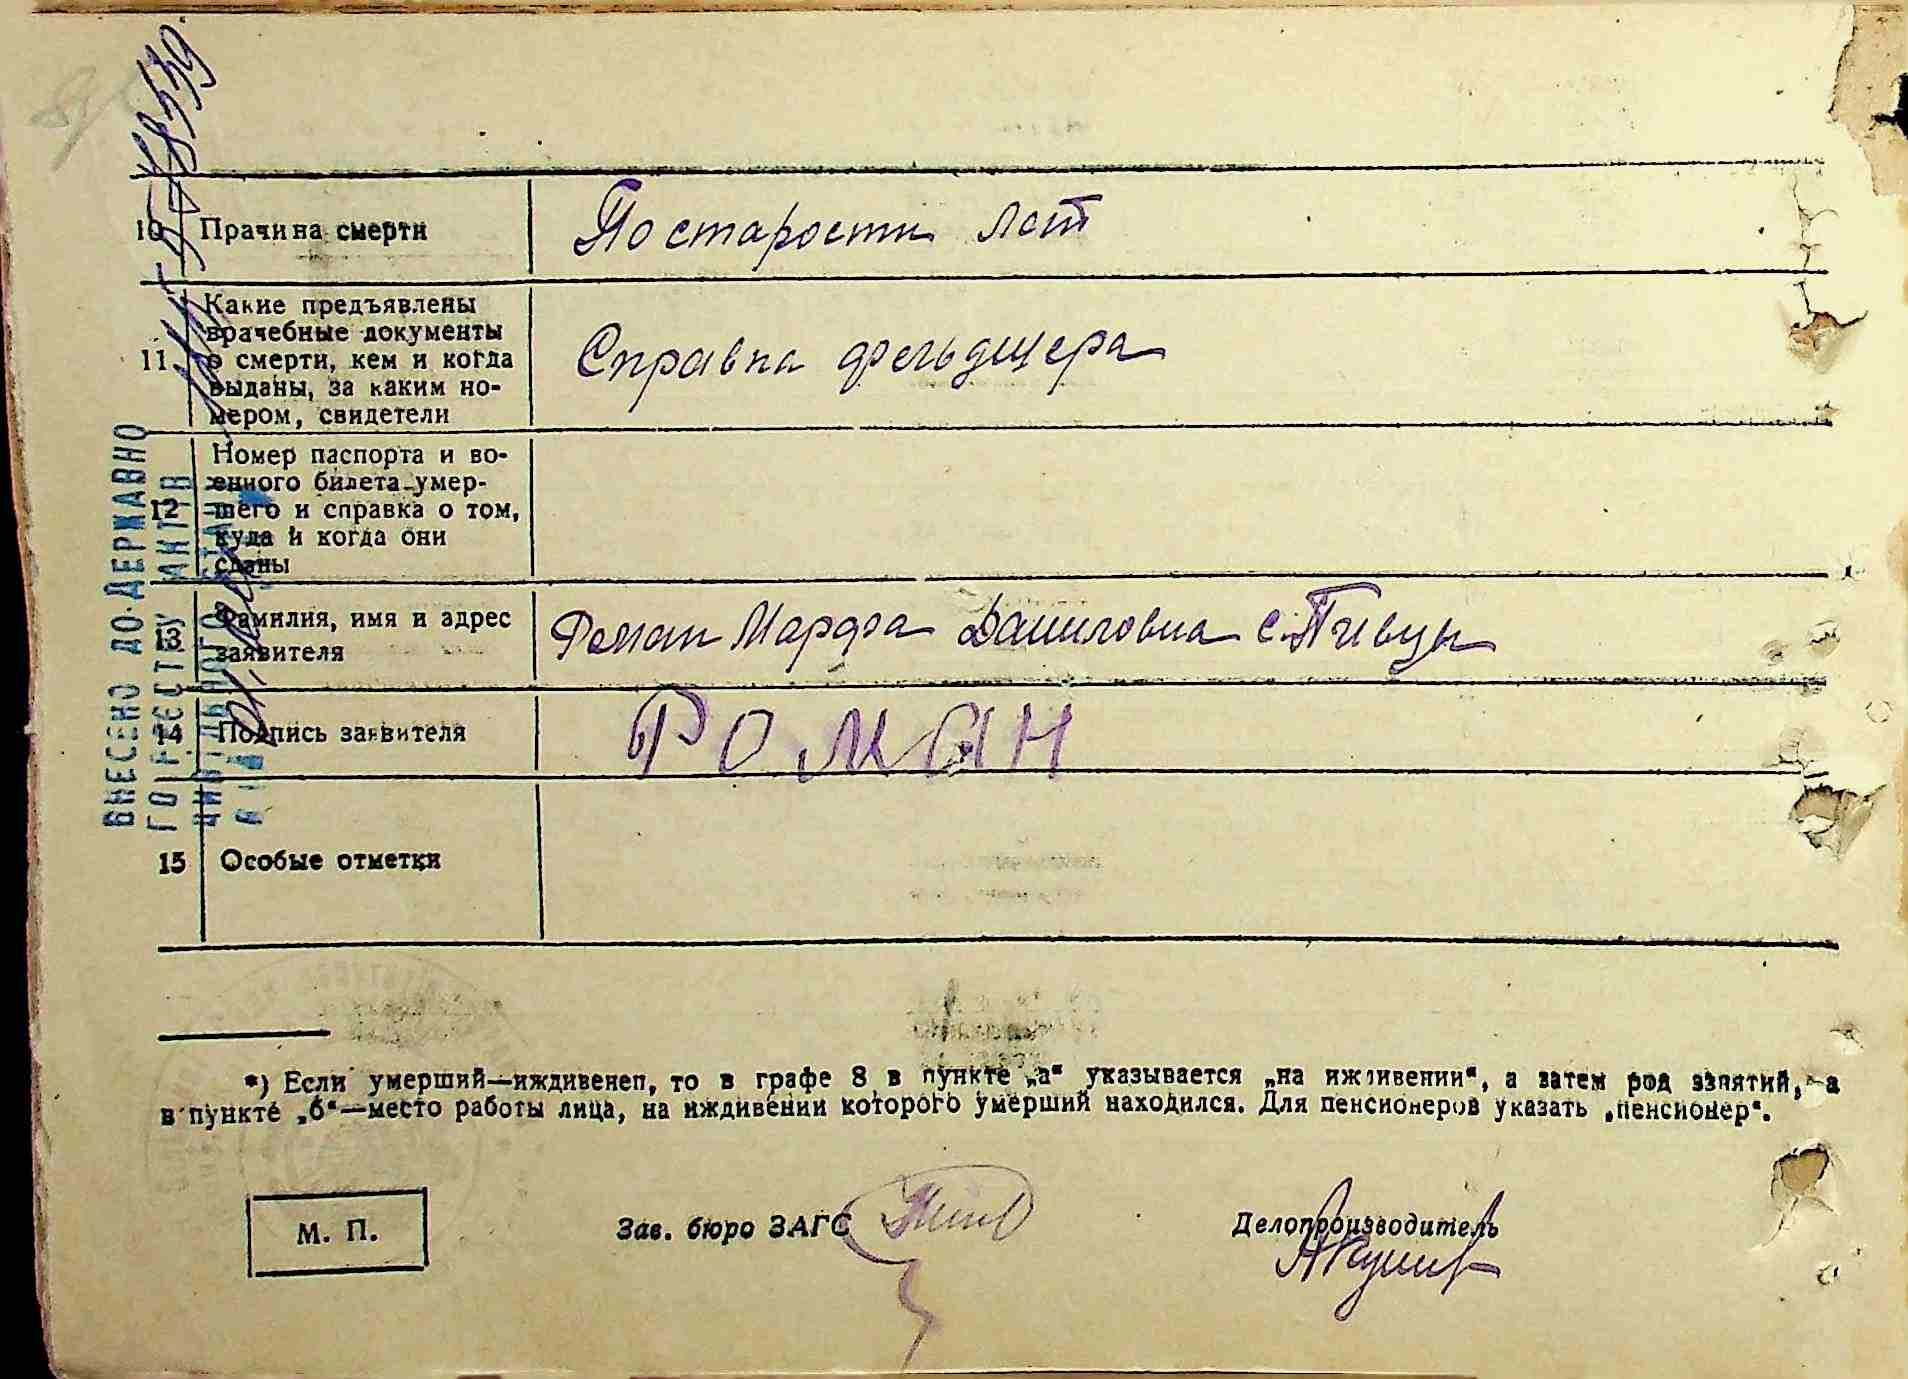 10 Прачина смерти По старости лет
Какие предъявлены
врачебные документы
11 о смерти, кем и когда Справка фельдшера
выданы, за каким но-
мером, свидетели
Номер паспорта и во-
енного билета умер-
12 шего и справка о том,
куда и когда они
сданы
13 Фамилия, имя и адрес Роман Марфа Даниловна с. Пивцы
заявителя
14 Подпись заявителя РОМАН
15 Особые отметки
*) Если умерший—иждивенец, то в графе 8 в пункте „а“ указывается „на иждивении“, а затем род занятий, а
в пункте „б“—место работы лица, на иждивении которого умерший находился. Для пенсионеров указать „пенсионер“.
М. П.
Зав. бюро ЗАГС
Делопроизводитель
ВНЕСЕНО ДО ДЕРЖАВНО
ГО РЕЄСТРУ АКТІВ
ЦИВІЛЬНОГО СТАНУ